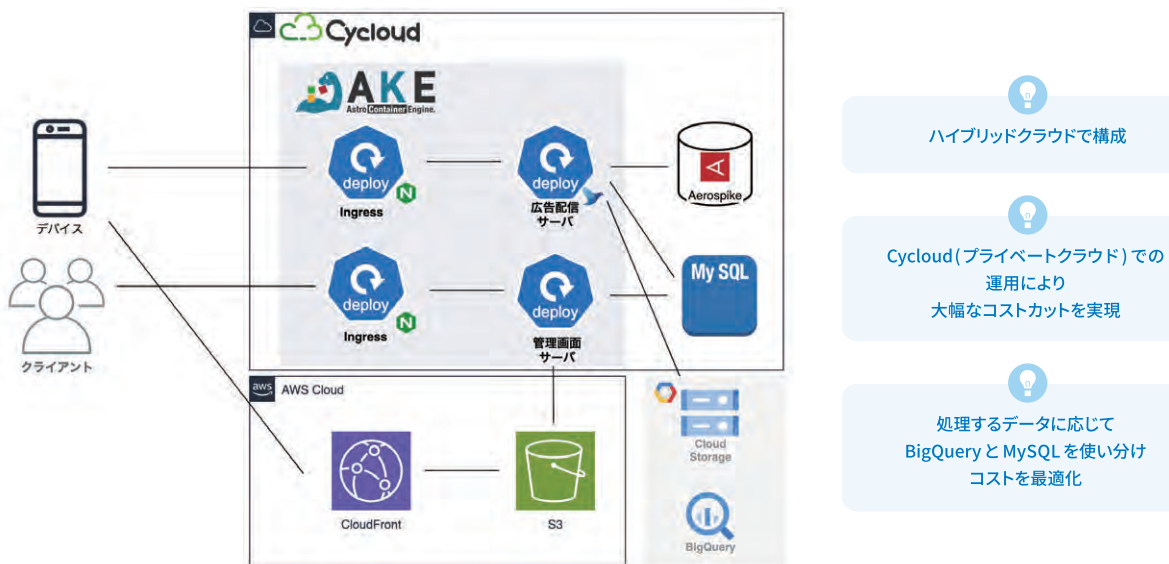 Cycloud
AKE
Astro Container Engine.
deploy
Ingress
deploy
広告配信
サーバ
Aerospike
デバイス
deploy
Ingress
deploy
管理画面
サーバ
My SQL
クライアント
aws
AWS Cloud
CloudFront
S3
Cloud
Storage
BigQuery
ハイブリッドクラウドで構成
Cycloud(プライベートクラウド)での
運用により
大幅なコストカットを実現
処理するデータに応じて
BigQueryとMySQLを使い分け
コストを最適化